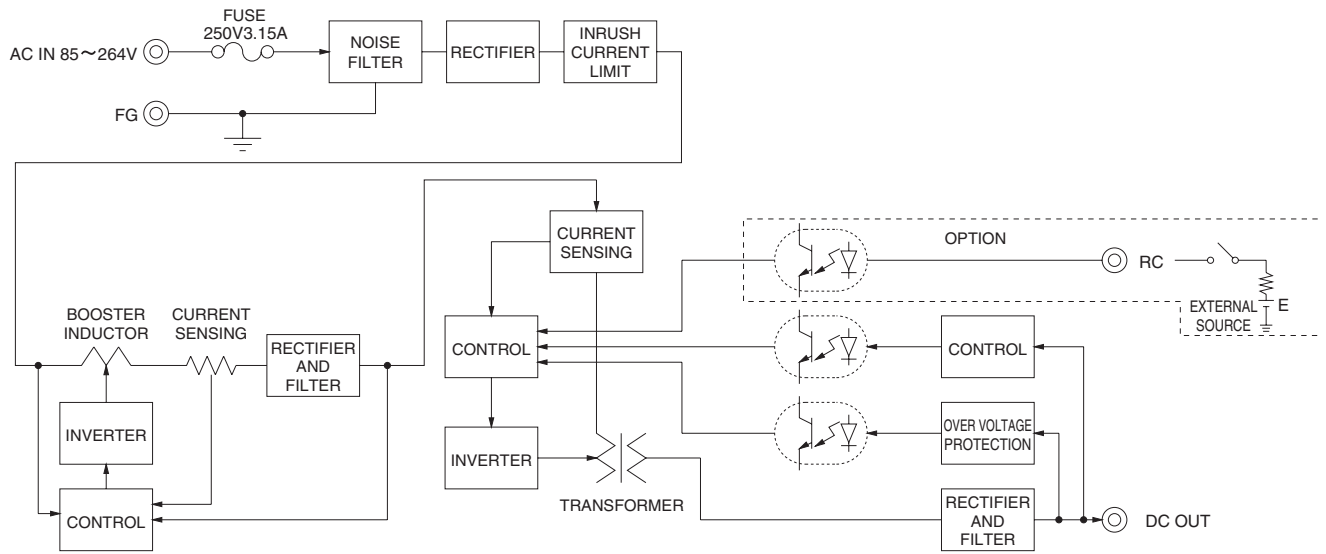 FUSE
250V3.15A
AC IN 85～264V
NOISE
FILTER
RECTIFIER
INRUSH
CURRENT
LIMIT
FG
CURRENT
SENSING
OPTION
RC
E
EXTERNAL
SOURCE
BOOSTER
INDUCTOR
CURRENT
SENSING
RECTIFIER
AND
FILTER
CONTROL
CONTROL
INVERTER
INVERTER
OVER VOLTAGE
PROTECTION
TRANSFORMER
CONTROL
RECTIFIER
AND
FILTER
DC OUT